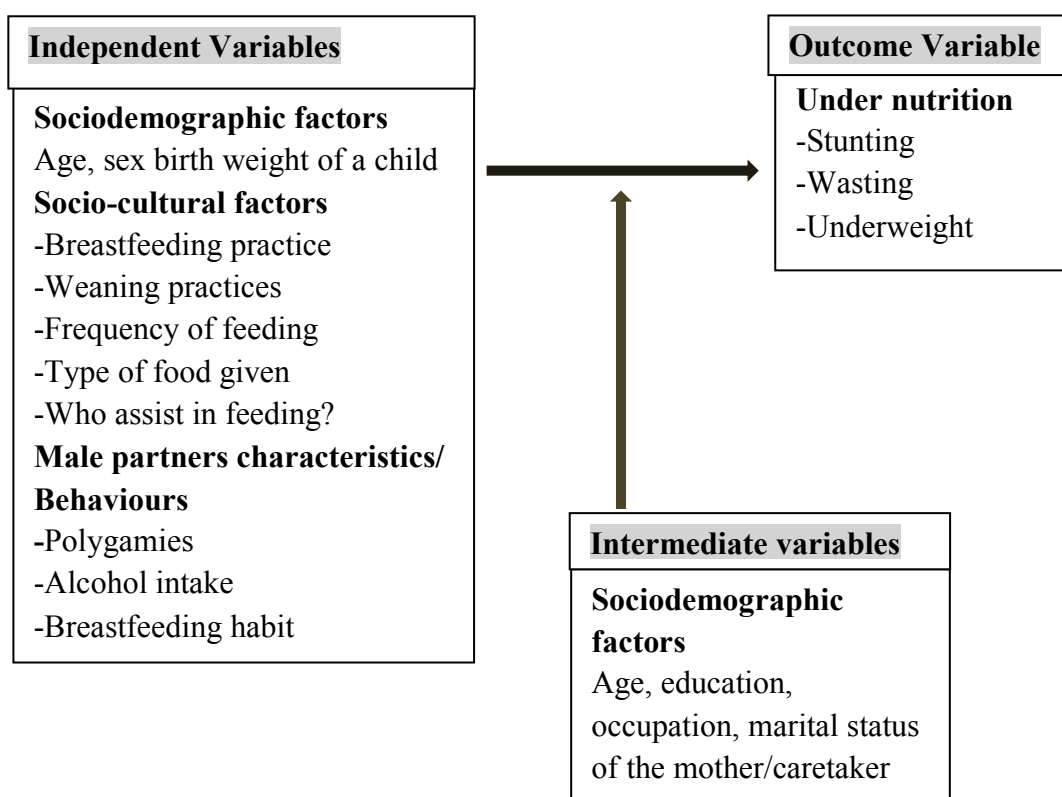 Independent Variables
Sociodemographic factors
Age, sex birth weight of a child
Socio-cultural factors
-Breastfeeding practice
-Weaning practices
-Frequency of feeding
-Type of food given
-Who assist in feeding?
Male partners characteristics/
Behaviours
-Polygamies
-Alcohol intake
-Breastfeeding habit
Outcome Variable
Under nutrition
-Stunting
-Wasting
-Underweight
Intermediate variables
Sociodemographic
factors
Age, education,
occupation, marital status
of the mother/caretaker